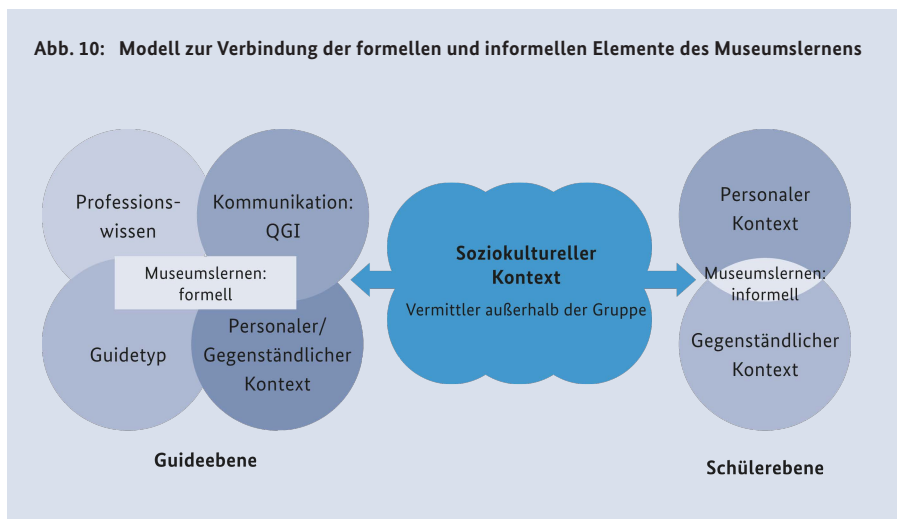 Abb. 10: Modell zur Verbindung der formellen und informellen Elemente des Museumslernens
Professions-
wissen
Kommunikation:
QGI
Museumslernen:
formell
Guidetyp
Personaler/
Gegenständlicher
Kontext
Guideebene
Soziokultureller
Kontext
Vermittler außerhalb der Gruppe
Personaler
Kontext
Museumslernen:
informell
Gegenständlicher
Kontext
Schülerebene